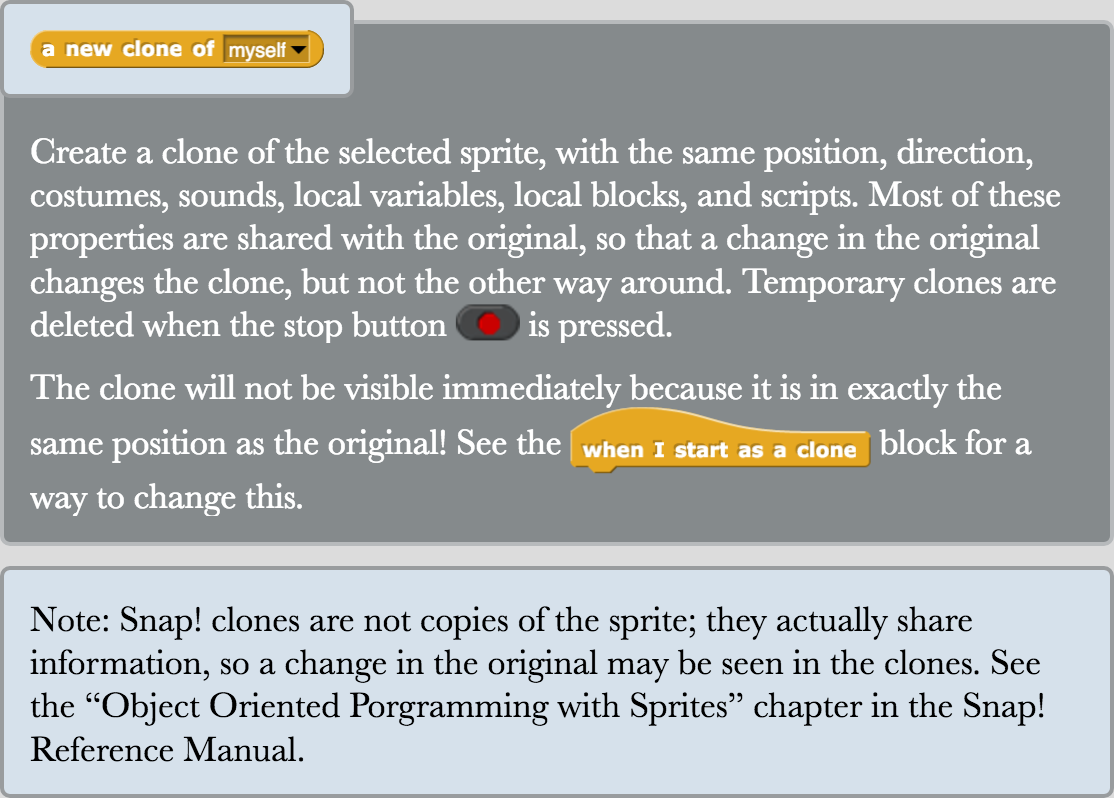 a new clone of myself
Create a clone of the selected sprite, with the same position, direction,
costumes, sounds, local variables, local blocks, and scripts. Most of these
properties are shared with the original, so that a change in the original
changes the clone, but not the other way around. Temporary clones are
deleted when the stop button is pressed.
The clone will not be visible immediately because it is in exactly the
same position as the original! See the when I start as a clone block for a
way to change this.
Note: Snap! clones are not copies of the sprite; they actually share
information, so a change in the original may be seen in the clones. See
the “Object Oriented Porgramming with Sprites” chapter in the Snap!
Reference Manual.